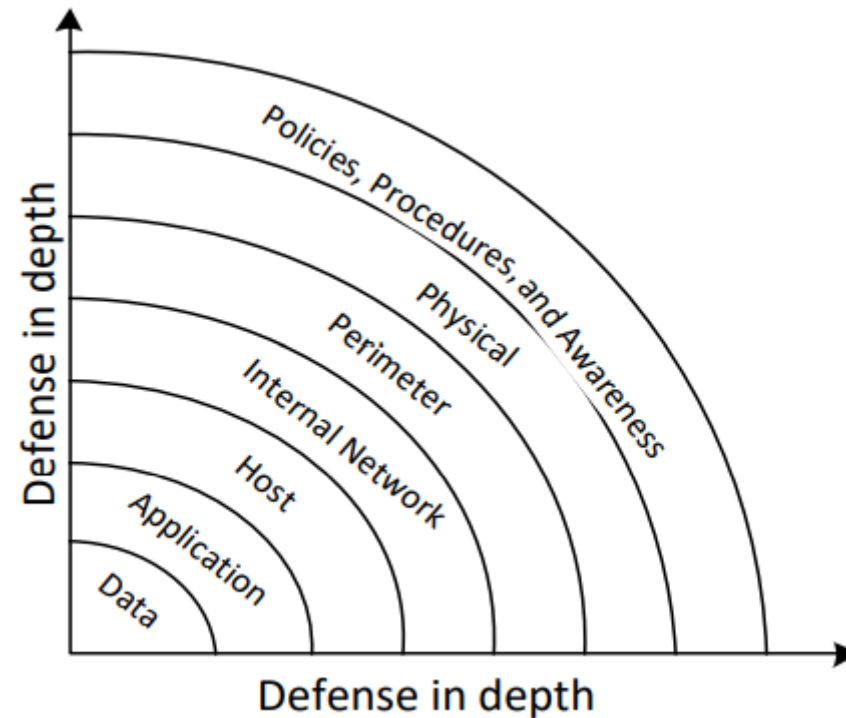 Defense in depth
Policies, Procedures, and Awareness
Physical
Perimeter
Internal Network
Host
Application
Data
Defense in depth